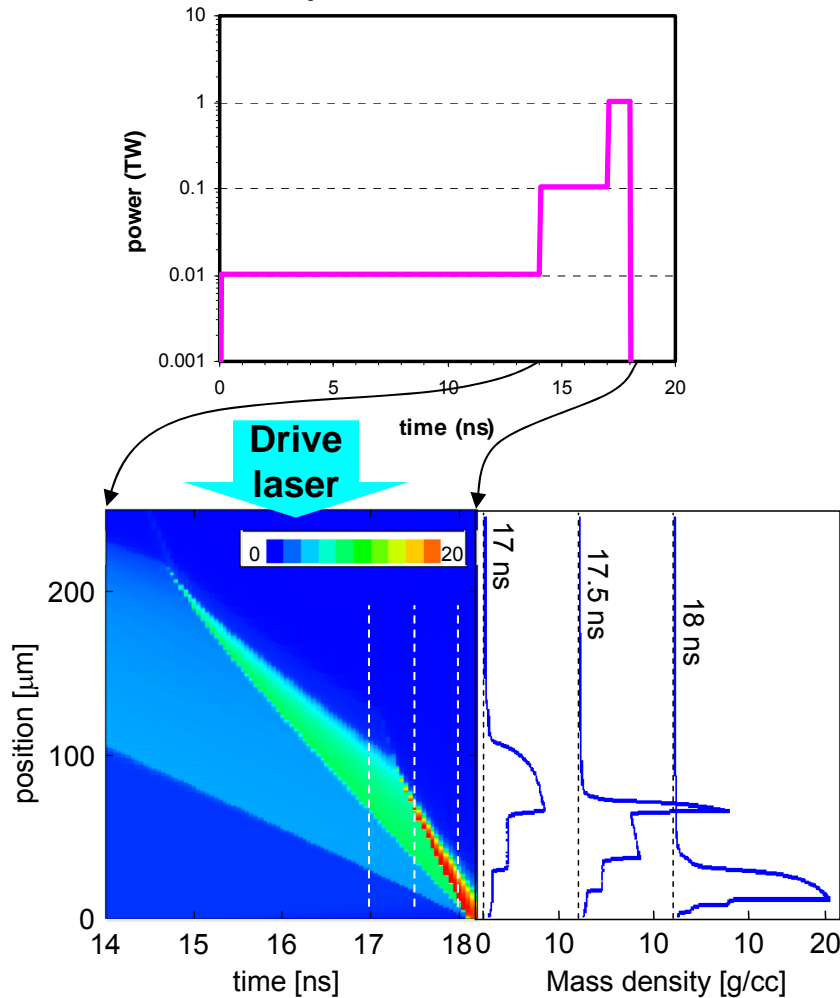 10
1
0.1
0.01
0.001
power (TW)
0 5 10 15 20
time (ns)
Drive
laser
0 20
200
100
0
position [μm]
14 15 16 17 18
time [ns]
17 ns
17.5 ns
18 ns
0 10 10 10 20
Mass density [g/cc]